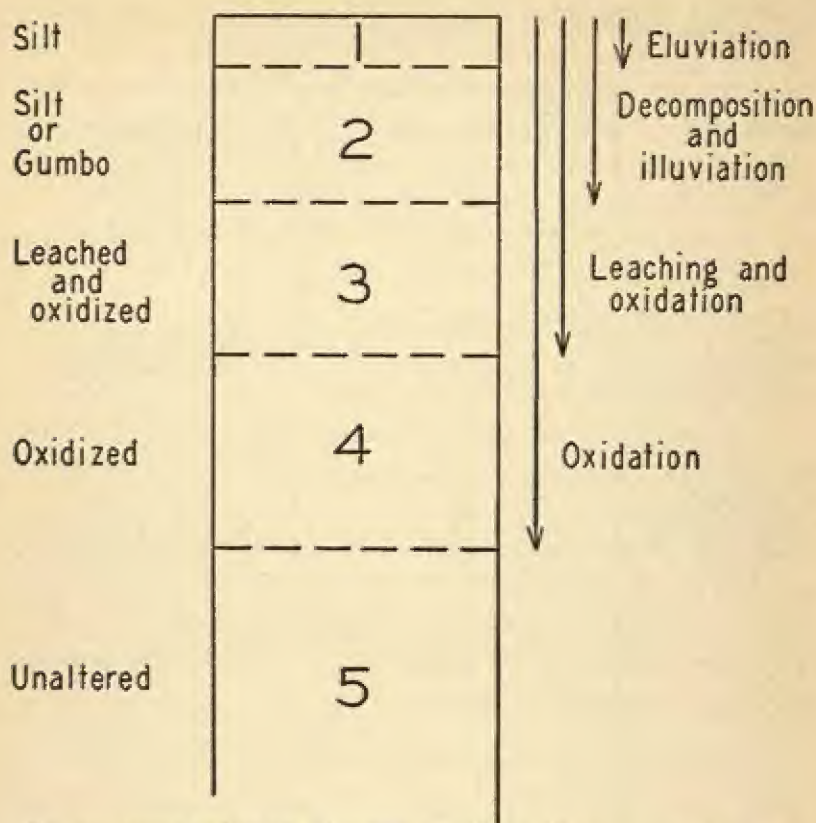 Silt
1
Eluviation
Silt
or
Gumbo
2
Decomposition
and
illuviation
Leached
and
oxidized
3
Leaching and
oxidation
Oxidized
4
Oxidation
Unaltered
5